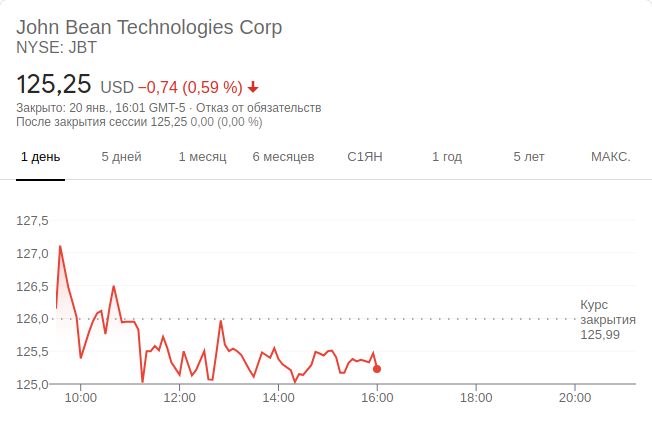 John Bean Technologies Corp
NYSE: JBT
125,25 USD −0,74 (0,59 %)
Закрыто: 20 янв., 16:01 GMT-5 · Отказ от обязательств
После закрытия сессии 125,25 0,00 (0,00 %)
1 день 5 дней 1 месяц 6 месяцев С1ЯН 1 год 5 лет МАКС.
127,5
127,0
126,5
Курс
126,0 закрытия
125,99
125,5
125,0
10:00 12:00 14:00 16:00 18:00 20:00